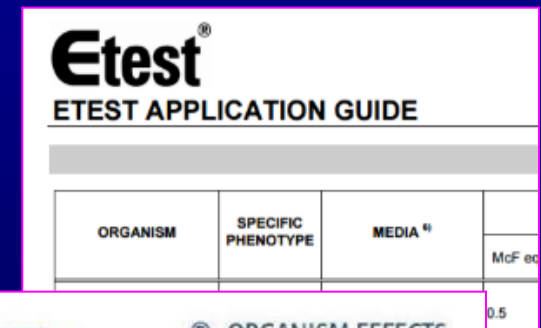 Etest®
ETEST APPLICATION GUIDE
ORGANISM
SPECIFIC
PHENOTYPE
MEDIA 6)
McF
0.5
® ORGANISM EFFECTS